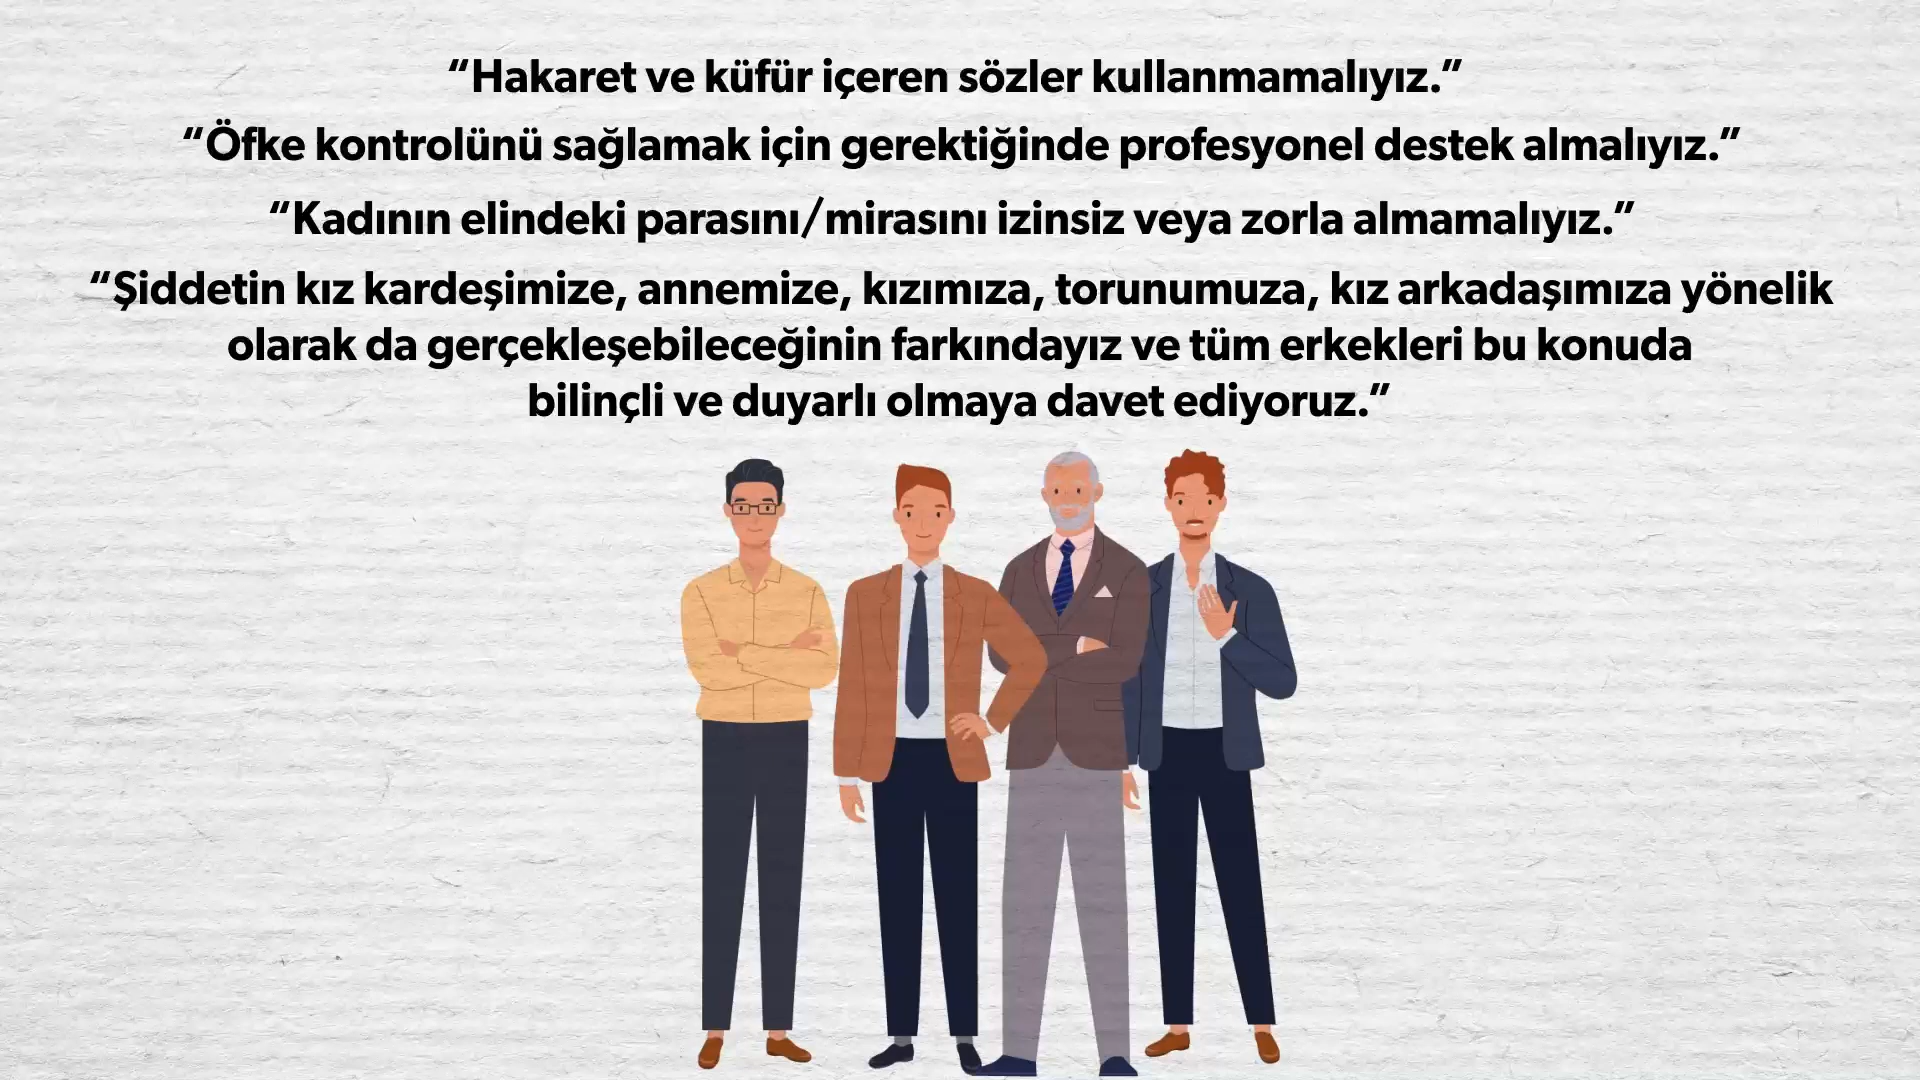 “Hakaret ve küfür içeren sözler kullanmamalıyız.”
“Öfke kontrolünü sağlamak için gerektiğinde profesyonel destek almalıyız.”
“Kadının elindeki parasını/mirasını izinsiz veya zorla almamalıyız.”
“Şiddetin kız kardeşimize, annemize, kızımıza, torunumuza, kız arkadaşımıza yönelik
olarak da gerçekleşebileceğinin farkındayız ve tüm erkekleri bu konuda
bilinçli ve duyarlı olmaya davet ediyoruz.”